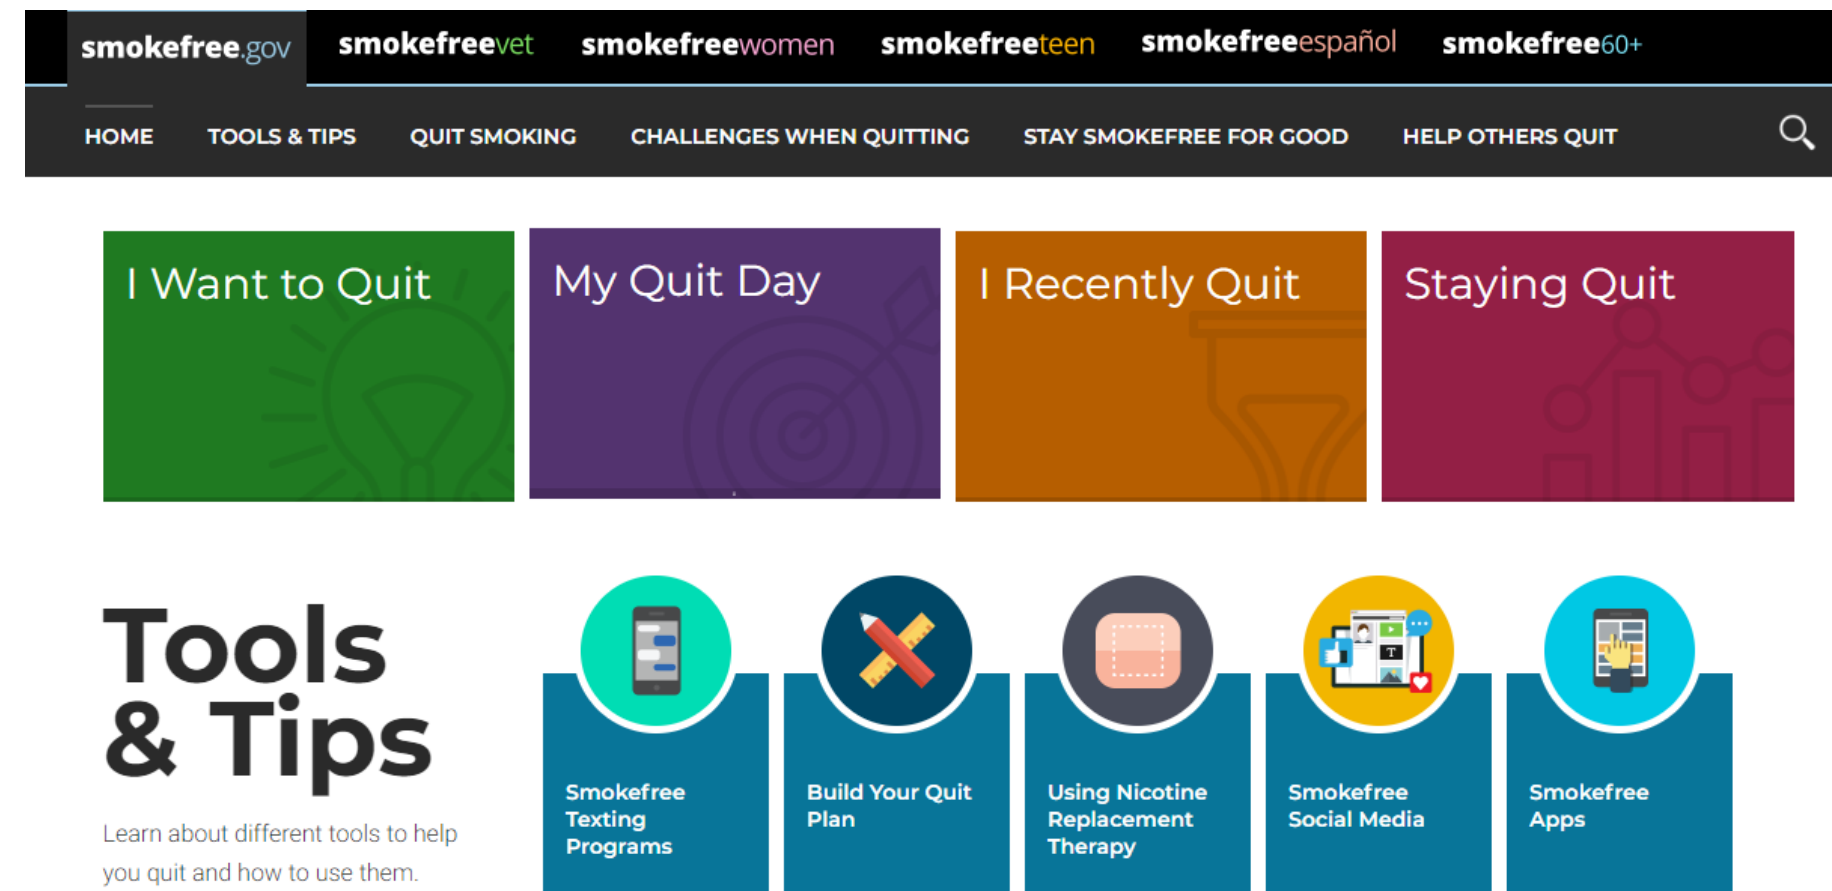 smokefree.gov smokefreevet smokefreewomen smokefreeteen smokefreeespañol smokefree60+
HOME TOOLS & TIPS QUIT SMOKING CHALLENGES WHEN QUITTING STAY SMOKEFREE FOR GOOD HELP OTHERS QUIT
I Want to Quit
My Quit Day
I Recently Quit
Staying Quit
Tools
& Tips
Learn about different tools to help
you quit and how to use them.
Smokefree
Texting
Programs
Build Your Quit
Plan
Using Nicotine
Replacement
Therapy
T
Smokefree
Social Media
Smokefree
Apps